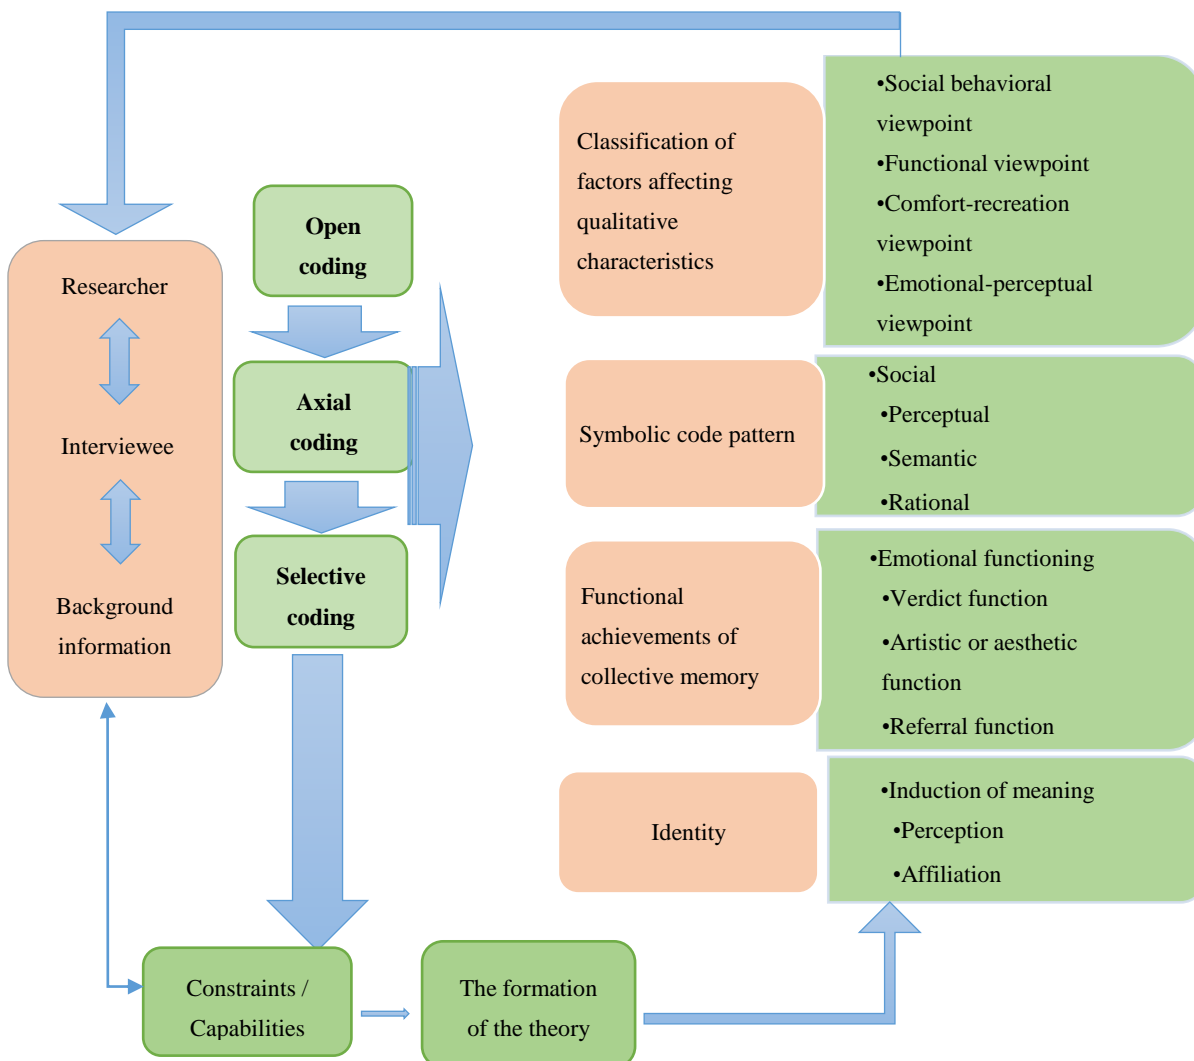 Researcher
Interviewee
Background
information
Open
coding
Axial
coding
Selective
coding
Classification of
factors affecting
qualitative
characteristics
•Social behavioral
viewpoint
•Functional viewpoint
•Comfort-recreation
viewpoint
•Emotional-perceptual
viewpoint
Symbolic code pattern
•Social
•Perceptual
•Semantic
•Rational
Functional
achievements of
collective memory
•Emotional functioning
•Verdict function
•Artistic or aesthetic
function
•Referral function
Identity
•Induction of meaning
•Perception
•Affiliation
Constraints /
Capabilities
The formation
of the theory